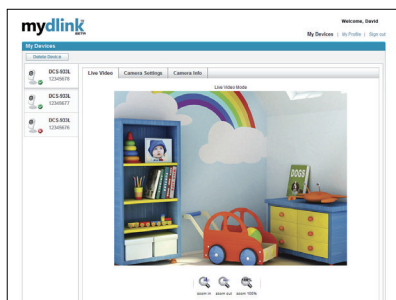 mydlink
BETA
Welcome, David
My Devices | My Profile | Sign out
My Devices
Delete Device
DCS-933L
12345678
DCS-933L
12345677
DCS-933L
12345676
Live Video Camera Settings Camera Info
Live Video Mode
DOGS
zoom in zoom out zoom 100%